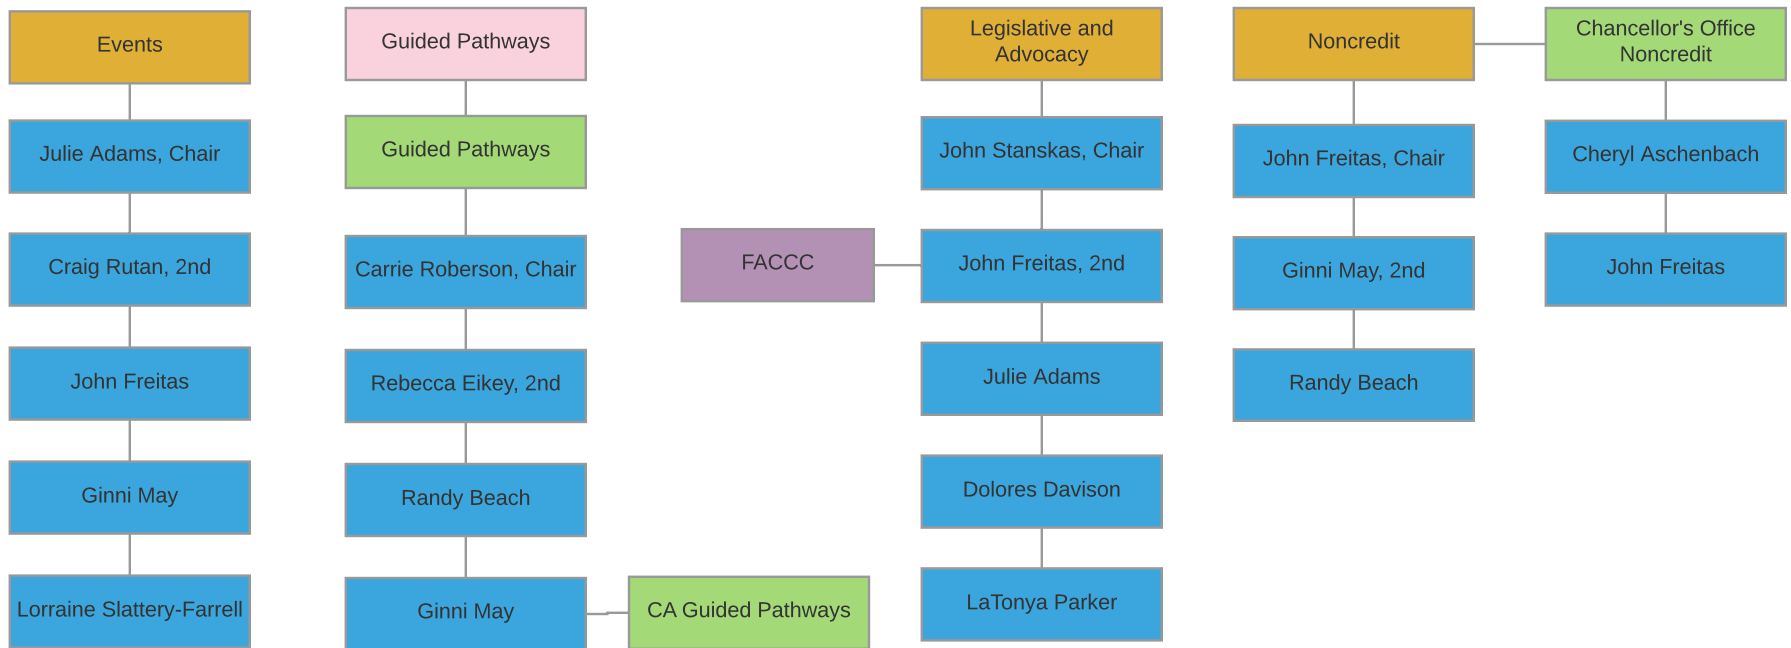 Events
Julie Adams, Chair
Craig Rutan, 2nd
John Freitas
Ginni May
Lorraine Slattery-Farrell
Guided Pathways
Guided Pathways
Carrie Roberson, Chair
Rebecca Eikey, 2nd
Randy Beach
Ginni May
CA Guided Pathways
FACCC
Legislative and
Advocacy
John Stanskas, Chair
John Freitas, 2nd
Julie Adams
Dolores Davison
LaTonya Parker
Noncredit
John Freitas, Chair
Ginni May, 2nd
Randy Beach
Chancellor's Office
Noncredit
Cheryl Aschenbach
John Freitas